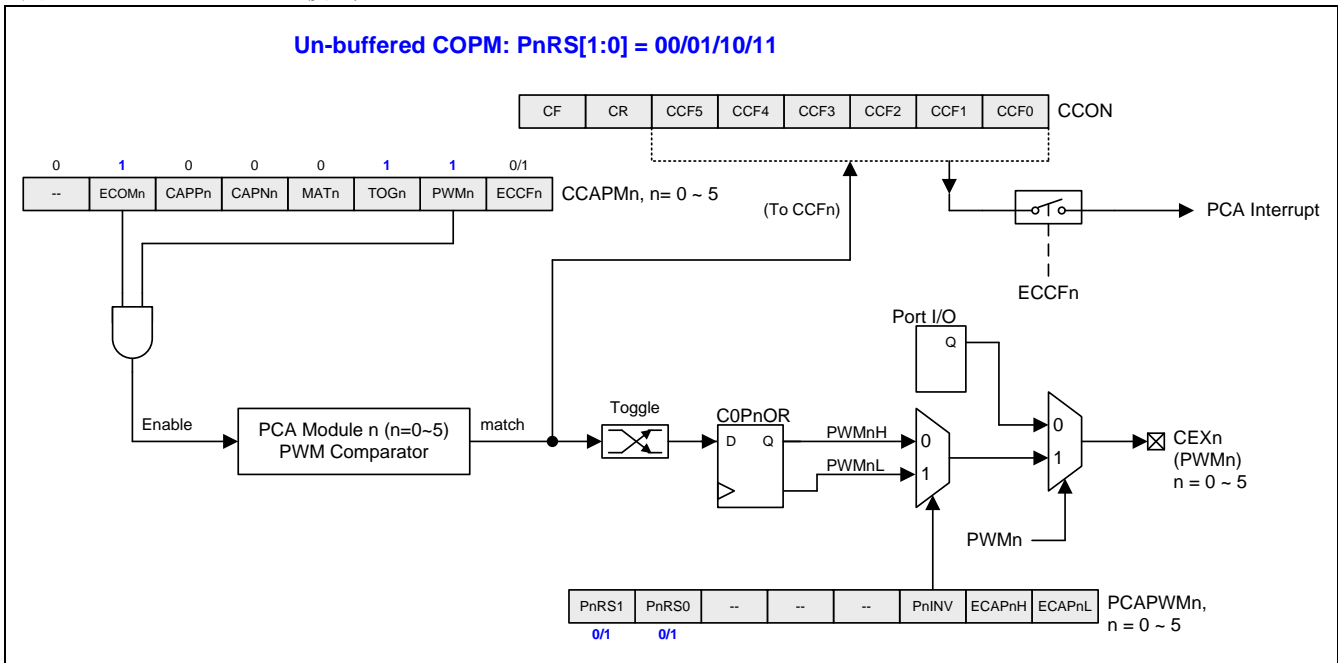 Un-buffered COPM: PnRS[1:0] = 00/01/10/11
CF CR CCF5 CCF4 CCF3 CCF2 CCF1 CCF0 CCON
0 1 0 0 0 1 1 0/1
-- ECOMn CAPPn CAPNn MATn TOGn PWMn ECCFn CCAPMn, n= 0 ~ 5
(To CCFn)
PCA Interrupt
ECCFn
Port I/O
Q
Enable
PCA Module n (n=0~5)
PWM Comparator
match
Toggle
C0PnOR
D Q
PWMnH
PWMnL
0
1
0
1
CEXn
(PWMn)
n = 0 ~ 5
PWMn
PnRS1 PnRS0 -- -- -- PnINV ECAPnH ECAPnL PCAPWMn,
n = 0 ~ 5
0/1 0/1